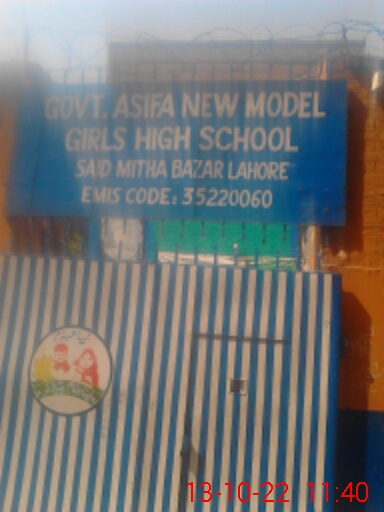 GOVT. ASIFA NEW MODEL
GIRLS HIGH SCHOOL
SAID MITHA BAZAR LAHORE
EMIS CODE: 35220060
13-10-22 11:40